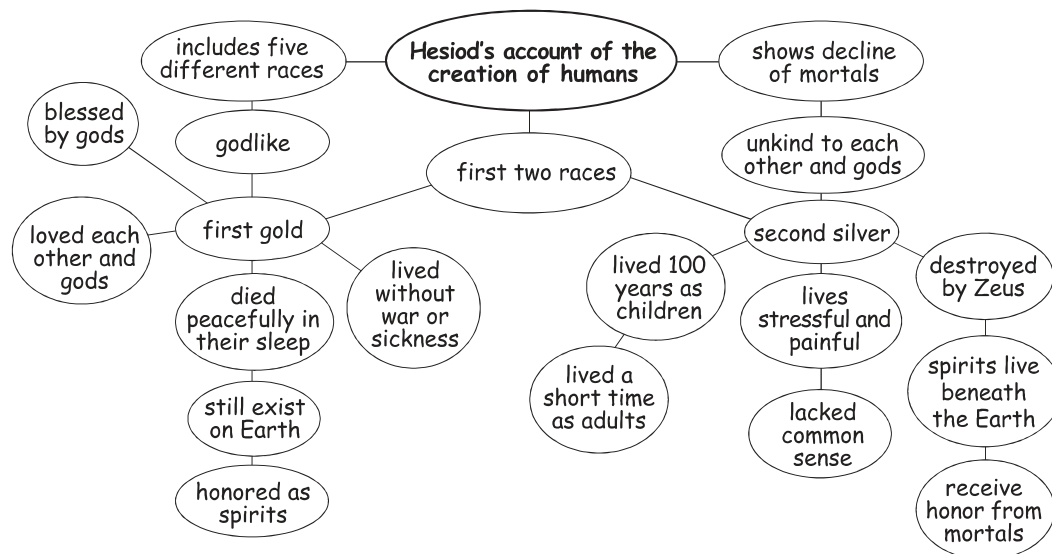 includes five
different races
Hesiod's account of the
creation of humans
shows decline
of mortals
blessed
by gods
godlike
first two races
unkind to each
other and gods
loved each
other and
gods
first gold
second silver
lived
without
war or
sickness
lived 100
years as
children
destroyed
by Zeus
died
peacefully in
their sleep
lives
stressful and
painful
lived a
short time
as adults
spirits live
beneath
the Earth
still exist
on Earth
lacked
common
sense
honored as
spirits
receive
honor from
mortals